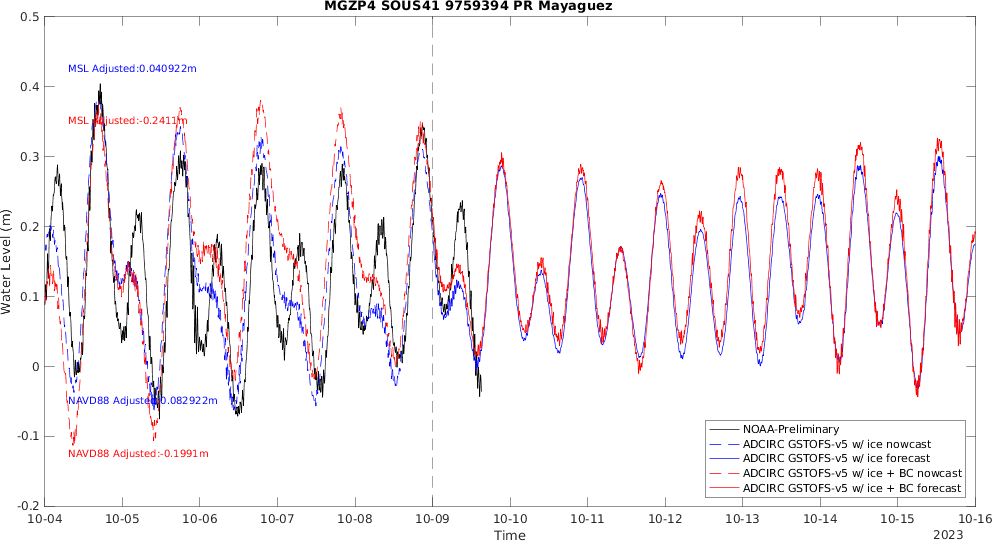 MGZP4 SOUS41 9759394 PR Mayaguez
0.5
0.4
0.3
0.2
0.1
0
-0.1
-0.2
Water Level (m)
MSL Adjusted:0.040922m
MSL Adjusted:-0.2411m
NAVD88 Adjusted:0.082922m
NAVD88 Adjusted:-0.1991m
NOAA-Preliminary
ADCIRC GSTOFS-v5 w/ ice nowcast
ADCIRC GSTOFS-v5 w/ ice forecast
ADCIRC GSTOFS-v5 w/ ice + BC nowcast
ADCIRC GSTOFS-v5 w/ ice + BC forecast
10-04 10-05 10-06 10-07 10-08 10-09 10-10 10-11 10-12 10-13 10-14 10-15 10-16
Time
2023